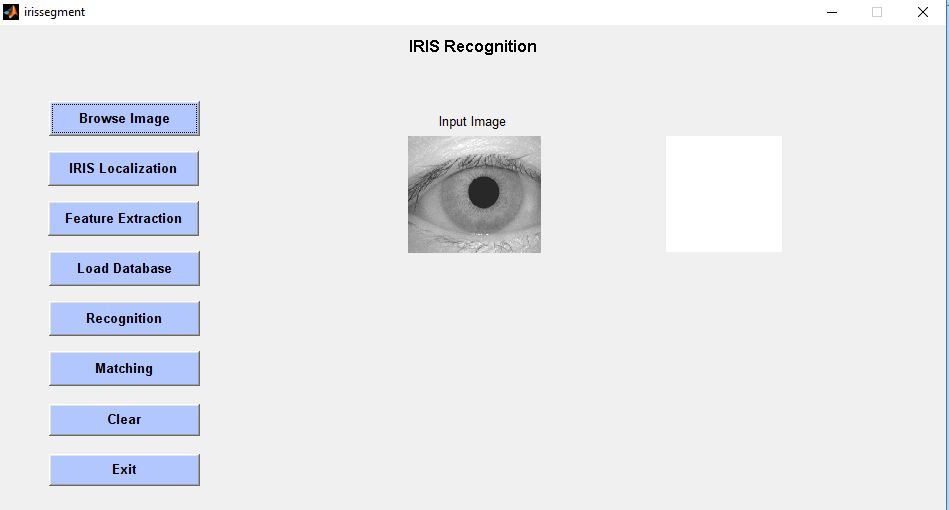 irissegment
IRIS Recognition
Browse Image
Input Image
IRIS Localization
Feature Extraction
Load Database
Recognition
Matching
Clear
Exit